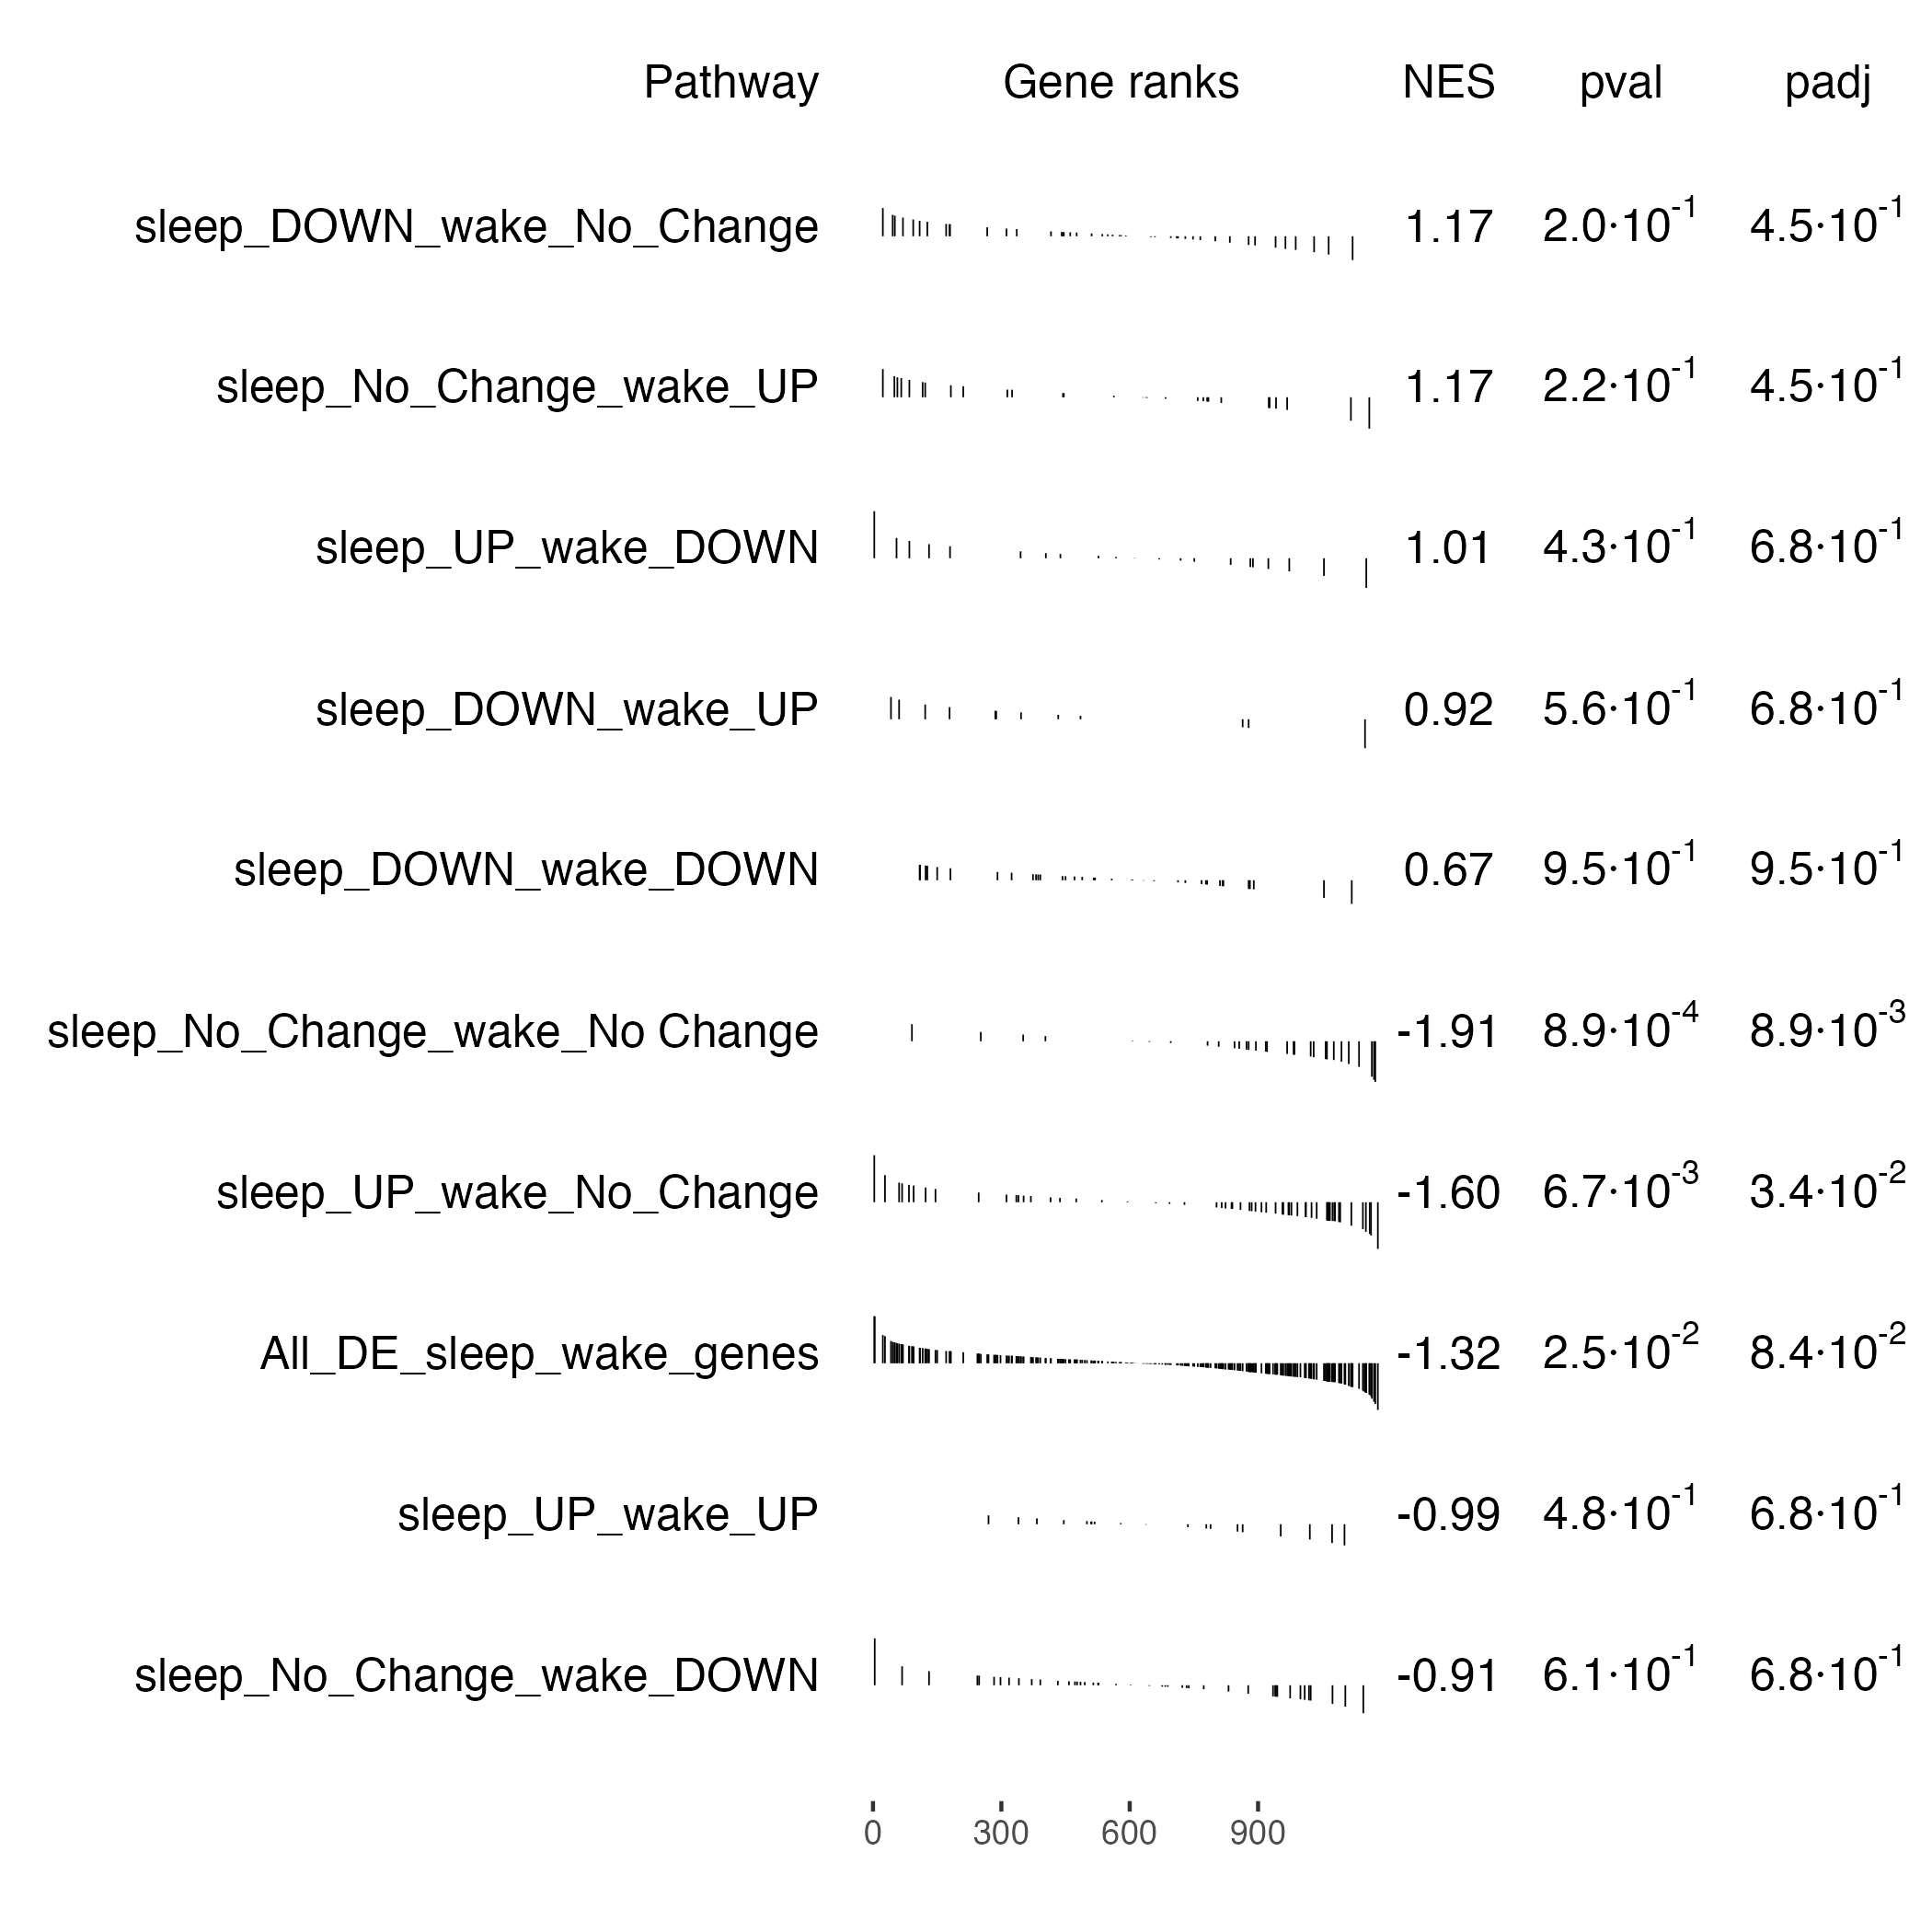 Pathway Gene ranks NES pval padj
sleep_DOWN_wake_No_Change 1.17 2.0·10⁻¹ 4.5·10⁻¹
sleep_No_Change_wake_UP 1.17 2.2·10⁻¹ 4.5·10⁻¹
sleep_UP_wake_DOWN 1.01 4.3·10⁻¹ 6.8·10⁻¹
sleep_DOWN_wake_UP 0.92 5.6·10⁻¹ 6.8·10⁻¹
sleep_DOWN_wake_DOWN 0.67 9.5·10⁻¹ 9.5·10⁻¹
sleep_No_Change_wake_No Change -1.91 8.9·10⁻⁴ 8.9·10⁻³
sleep_UP_wake_No_Change -1.60 6.7·10⁻³ 3.4·10⁻²
All_DE_sleep_wake_genes -1.32 2.5·10⁻² 8.4·10⁻²
sleep_UP_wake_UP -0.99 4.8·10⁻¹ 6.8·10⁻¹
sleep_No_Change_wake_DOWN -0.91 6.1·10⁻¹ 6.8·10⁻¹
0 300 600 900